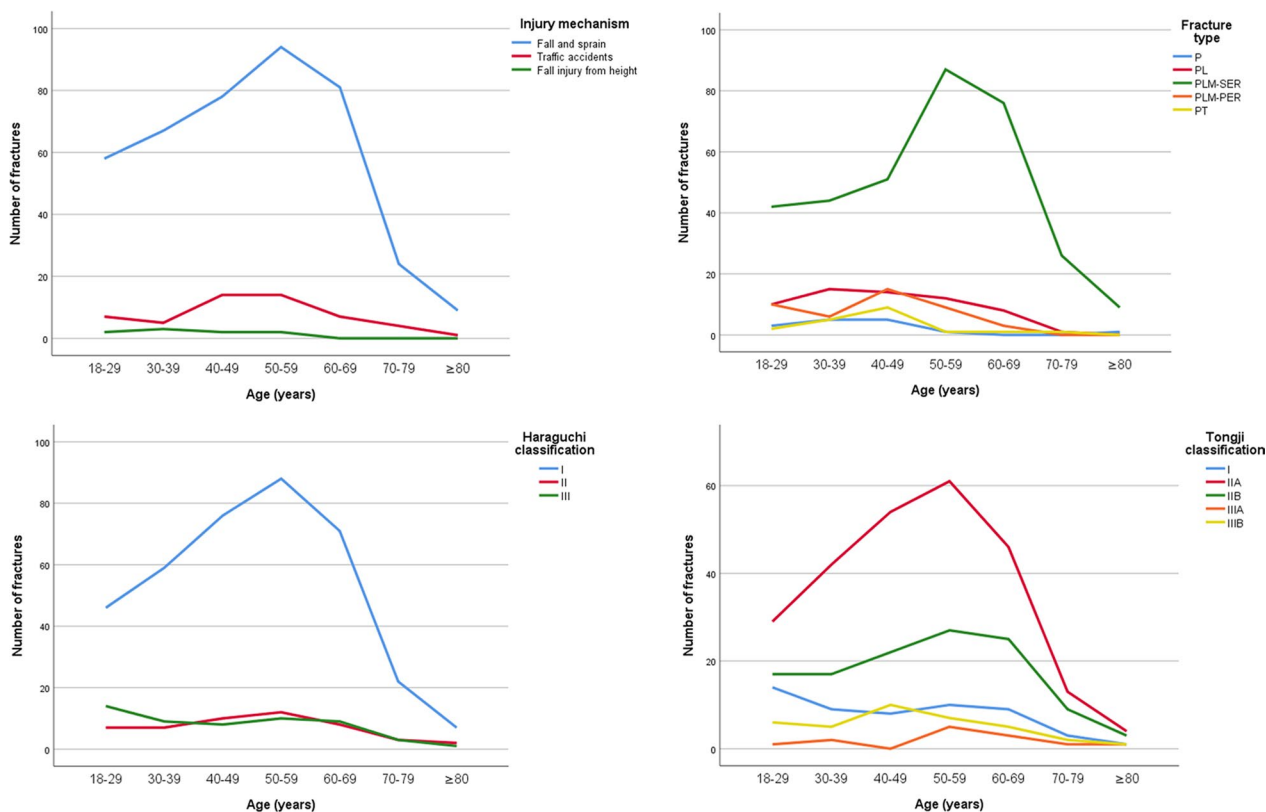 Injury mechanism
Fall and sprain
Traffic accidents
Fall injury from height
Number of fractures
100
80
60
40
20
0
18-29 30-39 40-49 50-59 60-69 70-79 ≥80
Age (years)
Fracture
type
P
PL
PLM-SER
PLM-PER
PT
Number of fractures
100
80
60
40
20
0
18-29 30-39 40-49 50-59 60-69 70-79 ≥80
Age (years)
Haraguchi
classification
I
II
III
Number of fractures
100
80
60
40
20
0
18-29 30-39 40-49 50-59 60-69 70-79 ≥80
Age (years)
Tongji
classification
I
IIA
IIB
IIIA
IIIB
Number of fractures
60
40
20
0
18-29 30-39 40-49 50-59 60-69 70-79 ≥80
Age (years)